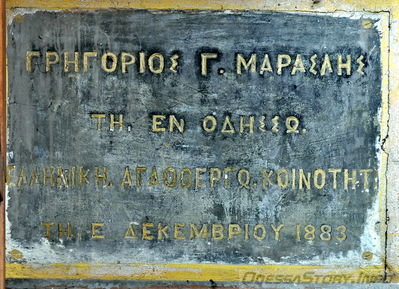 ΓΡΗΓΟΡΙΟΣ Γ. ΜΑΡΑΣΛΗΣ
ΤΗ. ΕΝ ΟΔΗΣΣΩ.
ΕΛΛΗΝΙΚΗ. ΑΓΑΘΟΕΡΓΩ. ΚΟΙΝΟΤΗΤΙ
ΤΗ. Ε. ΔΕΚΕΜΒΡΙΟΥ 1883
OdessaStory.info